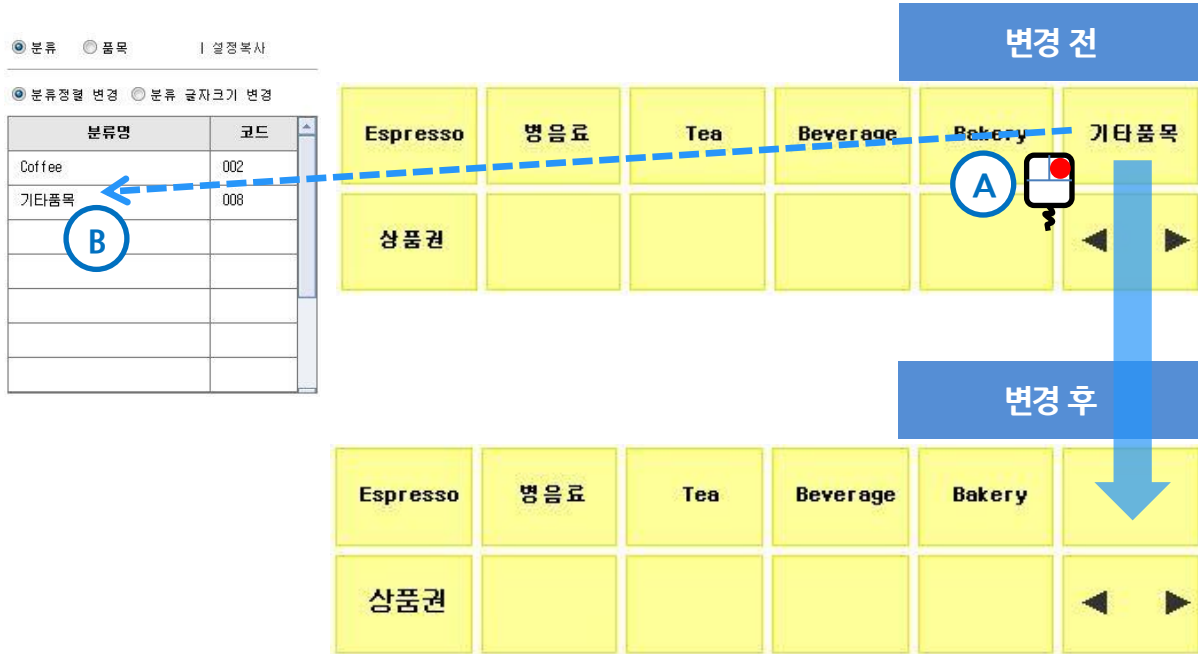 변경 전
분류 품목 | 설정복사
분류정렬 변경 분류 글자크기 변경
분류명 코드
Coffee 002
기타품목 008
B
Espresso 병음료 Tea Beverage Bakery 기타품목
A
상품권 ◀ ▶
변경 후
Espresso 병음료 Tea Beverage Bakery
상품권 ◀ ▶